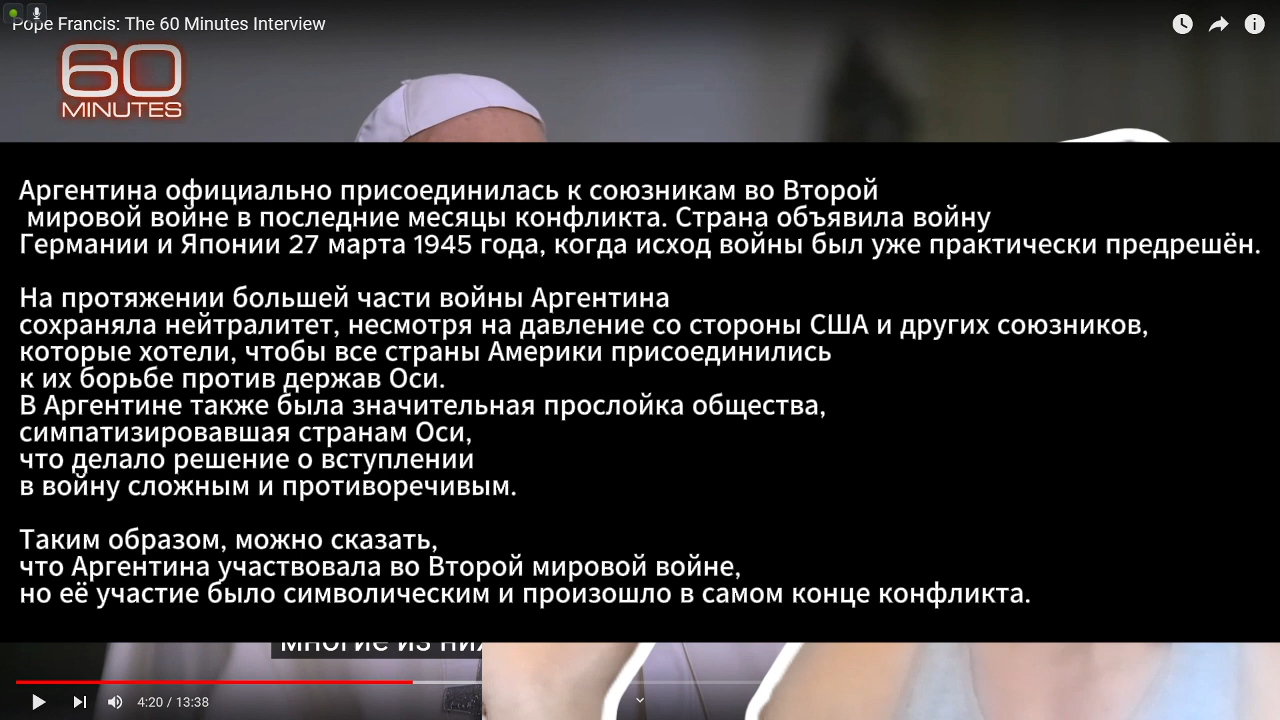 Pope Francis: The 60 Minutes Interview
60
MINUTES
Аргентина официально присоединилась к союзникам во Второй
мировой войне в последние месяцы конфликта. Страна объявила войну
Германии и Японии 27 марта 1945 года, когда исход войны был уже практически предрешён.
На протяжении большей части войны Аргентина
сохраняла нейтралитет, несмотря на давление со стороны США и других союзников,
которые хотели, чтобы все страны Америки присоединились
к их борьбе против держав Оси.
В Аргентине также была значительная прослойка общества,
симпатизировавшая странам Оси,
что делало решение о вступлении
в войну сложным и противоречивым.
Таким образом, можно сказать,
что Аргентина участвовала во Второй мировой войне,
но её участие было символическим и произошло в самом конце конфликта.
многие из них
4:20 / 13:38